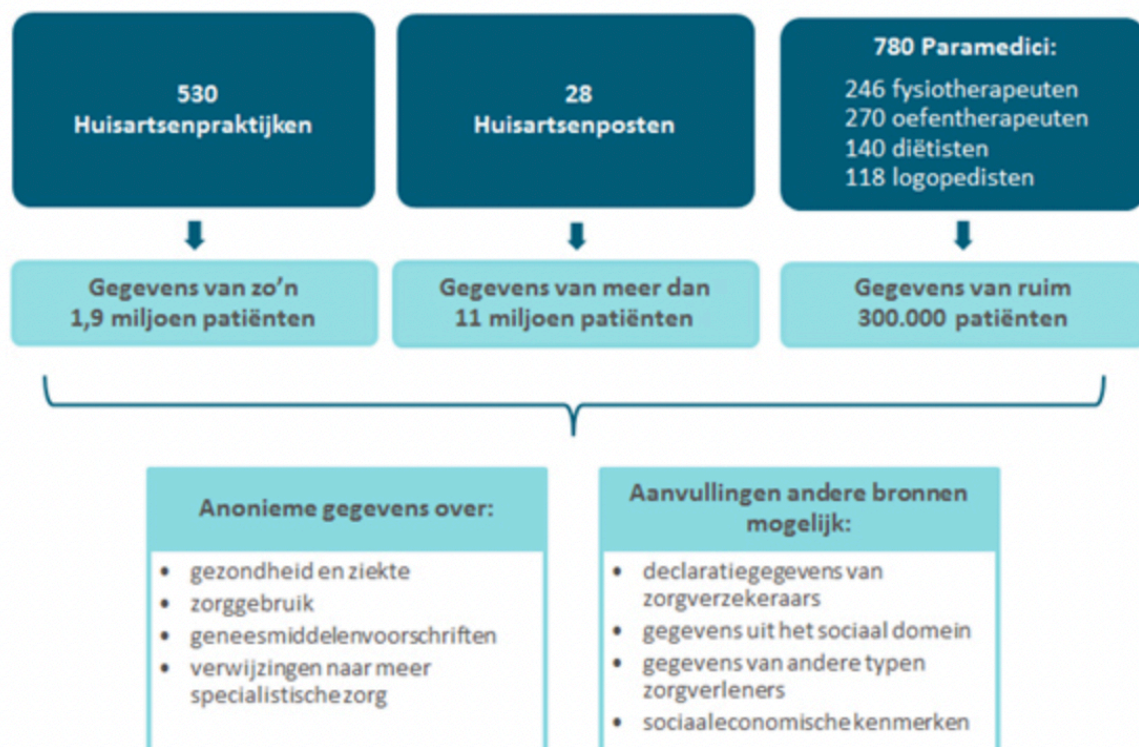 530
Huisartsenpraktijken
28
Huisartsenposten
780 Paramedici:
246 fysiotherapeuten
270 oefentherapeuten
140 diëtisten
118 logopedisten
Gegevens van zo'n
1,9 miljoen patiënten
Gegevens van meer dan
11 miljoen patiënten
Gegevens van ruim
300.000 patiënten
Anonieme gegevens over:
• gezondheid en ziekte
• zorggebruik
• geneesmiddelenvoorschriften
• verwijzingen naar meer
specialistische zorg
Aanvullingen andere bronnen
mogelijk:
• declaratiegegevens van
zorgverzekeraars
• gegevens uit het sociaal domein
• gegevens van andere typen
zorgverleners
• sociaaleconomische kenmerken